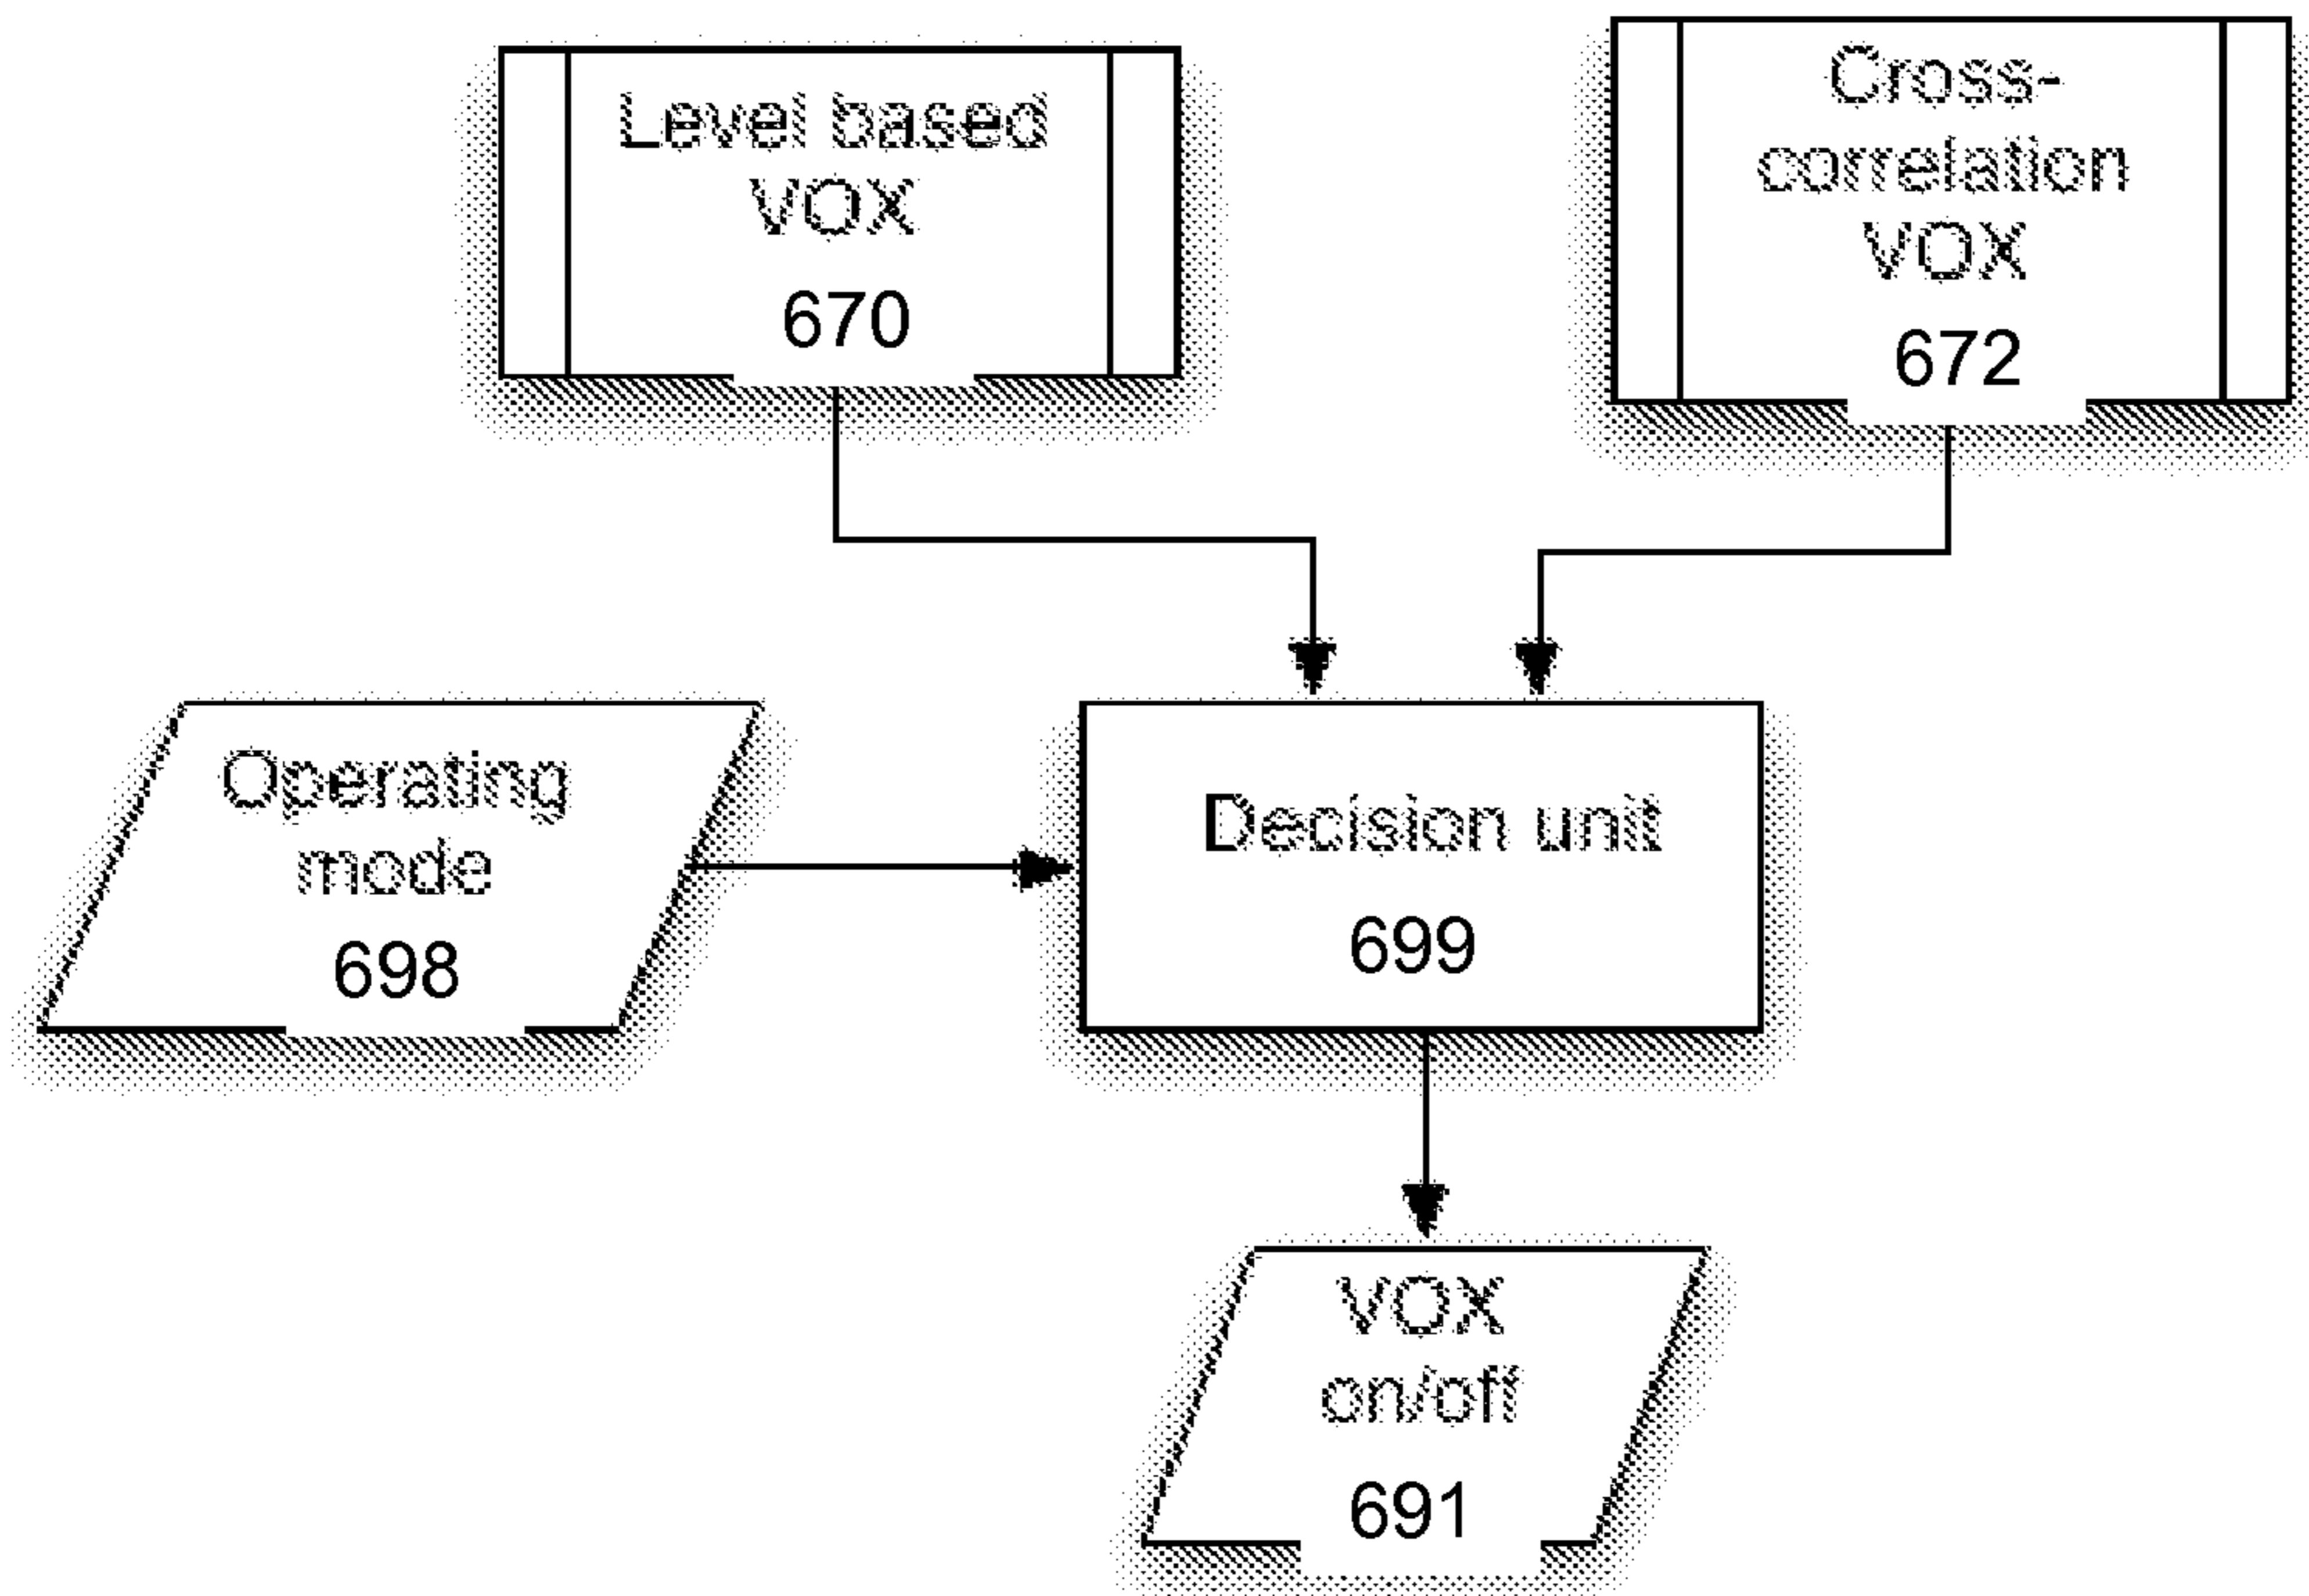 Level based
VOX
670
Cross-
correlation
VOX
672
Operating
mode
698
Decision unit
699
VOX
on/off
691